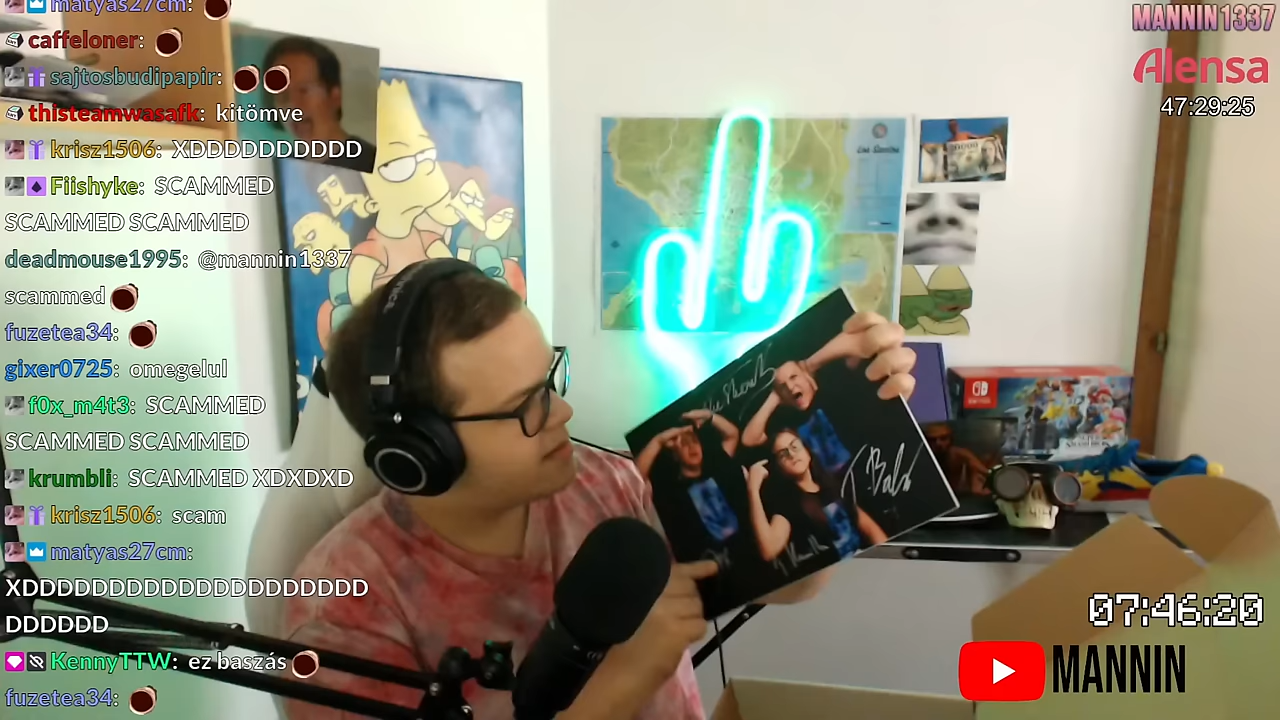 matyas27cm:
caffeloner:
sajtosbudipapir:
thisteamwasafk: kitömve
krisz1506: XDDDDDDDDDD
Fiishyke: SCAMMED
SCAMMED SCAMMED
deadmouse1995: @mannin1337
scammed
fuzetea34:
gixer0725: omegelul
f0x_m4t3: SCAMMED
SCAMMED SCAMMED
krumbli: SCAMMED XDXDXD
krisz1506: scam
matyas27cm:
XDDDDDDDDDDDDDDDDDDD
DDDDDD
KennyTTW: ez baszás
fuzetea34:
MANNIN1337
Alensa
47:29:25
07:46:20
MANNIN